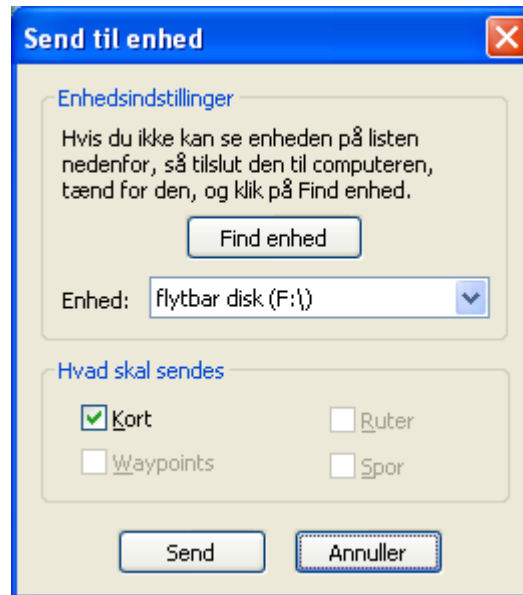 Send til enhed
Enhedsindstillinger
Hvis du ikke kan se enheden på listen
nedenfor, så tilslut den til computeren,
tænd for den, og klik på Find enhed.
Find enhed
Enhed: flytbar disk (F:\)
Hvad skal sendes
Kort Ruter
Waypoints Spor
Send Annuller